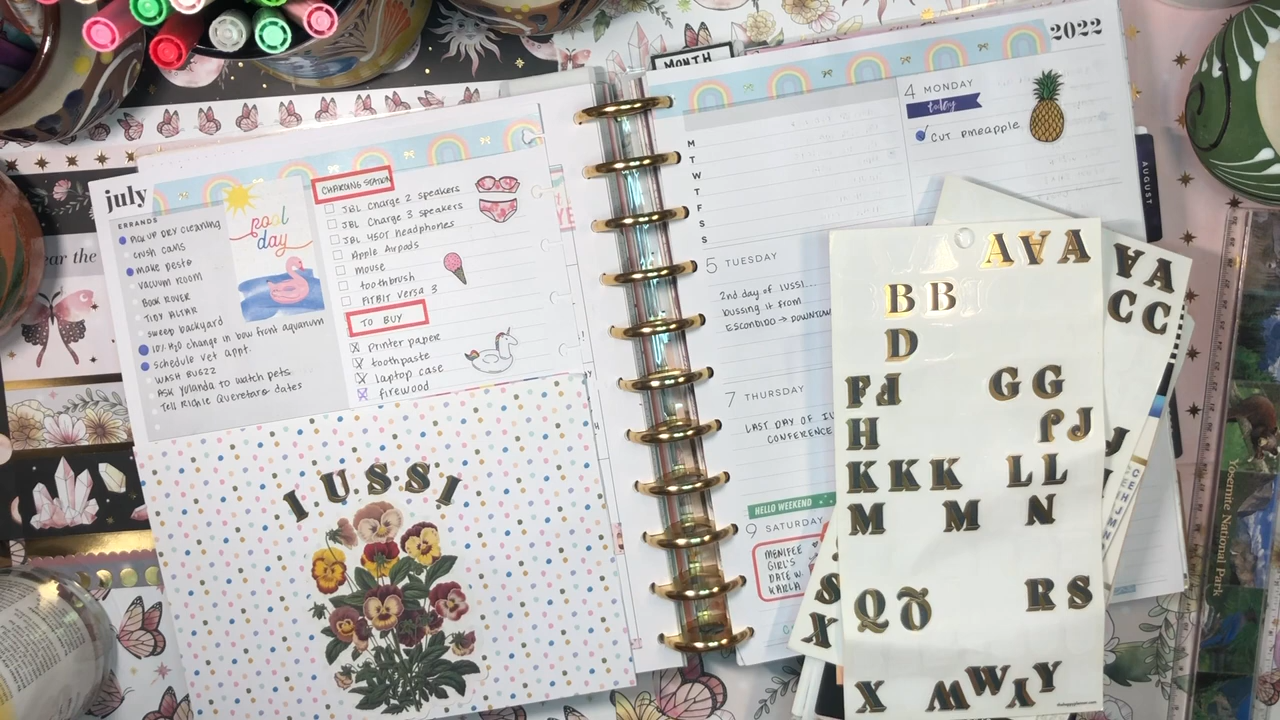 july
ERRANDS
PICK UP DRY CLEANING
crush cans
make pesto
VACUUM ROOM
BOOK ROVER
TIDY ALTAR
sweep backyard
10% H2O change in bow front aquarium
schedule vet appt.
WASH BUGZZ
ASK YOLANDA to watch pets
Tell Richie Queretaro dates
pool
day
CHARGING STATION
JBL Charge 2 speakers
JBL Charge 3 speakers
JBL 450T headphones
Apple Airpods
mouse
toothbrush
FITBIT Versa 3
TO BUY
printer paper
toothpaste
laptop case
firewood
I.U.S.S.I
MONTH
2022
M
T
W
T
F
S
S
4 MONDAY
today
CUT PINEAPPLE
5 TUESDAY
2nd day of IUSSI...
bussing it from
ESCONDIDO → DOWNTOWN
7 THURSDAY
LAST DAY OF IU
CONFERENCE
HELLO WEEKEND
9 SATURDAY
MENIFEE
GIRL'S
DATE W
KARLA
AUGUST
A V A A
B B
D
F J G G
H P J
K K K L L
M M N
Q Q R S
X M W Y Y
V A
C C
J
S
X
Yosemite National Park
ear the